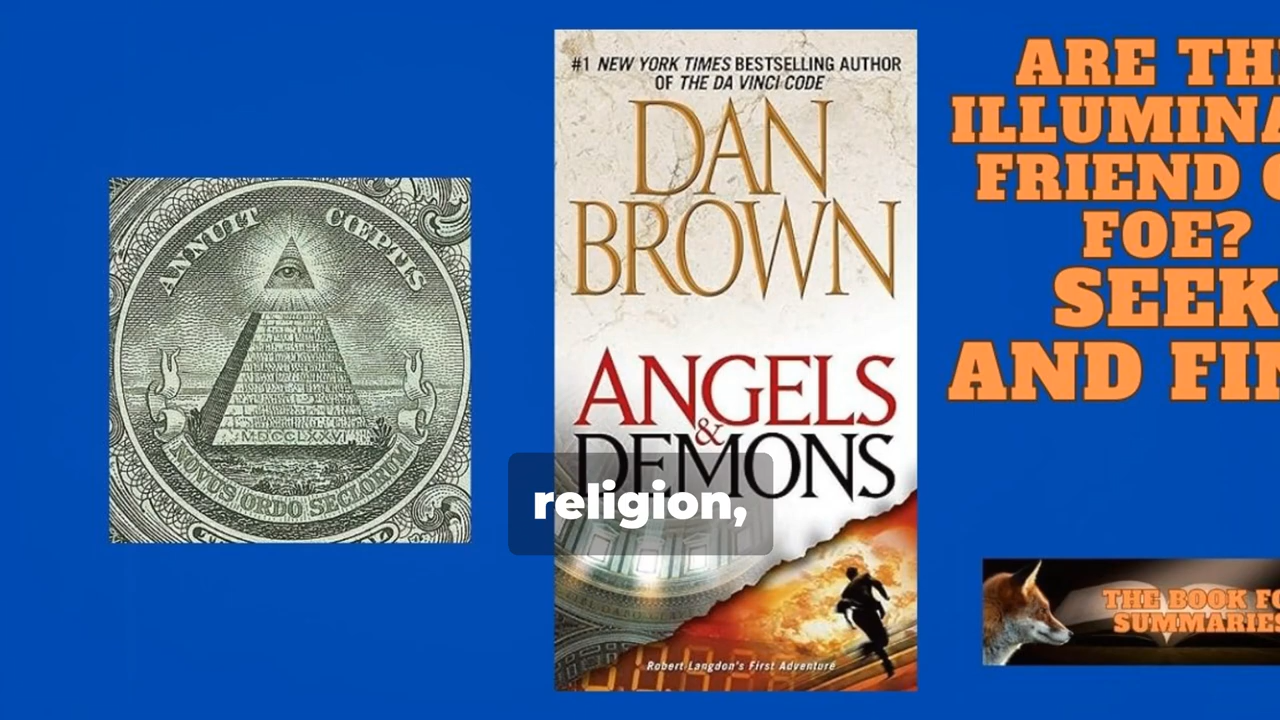 ANNUIT CŒPTIS
MDCCLXXVI
NOVUS ORDO SECLORUM
#1 NEW YORK TIMES BESTSELLING AUTHOR
OF THE DA VINCI CODE
DAN
BROWN
ANGELS
&
DEMONS
religion,
Robert Langdon's First Adventure
ARE TH
ILLUMINA
FRIEND
FOE?
SEEK
AND FIN
THE BOOK FO
SUMMARIES